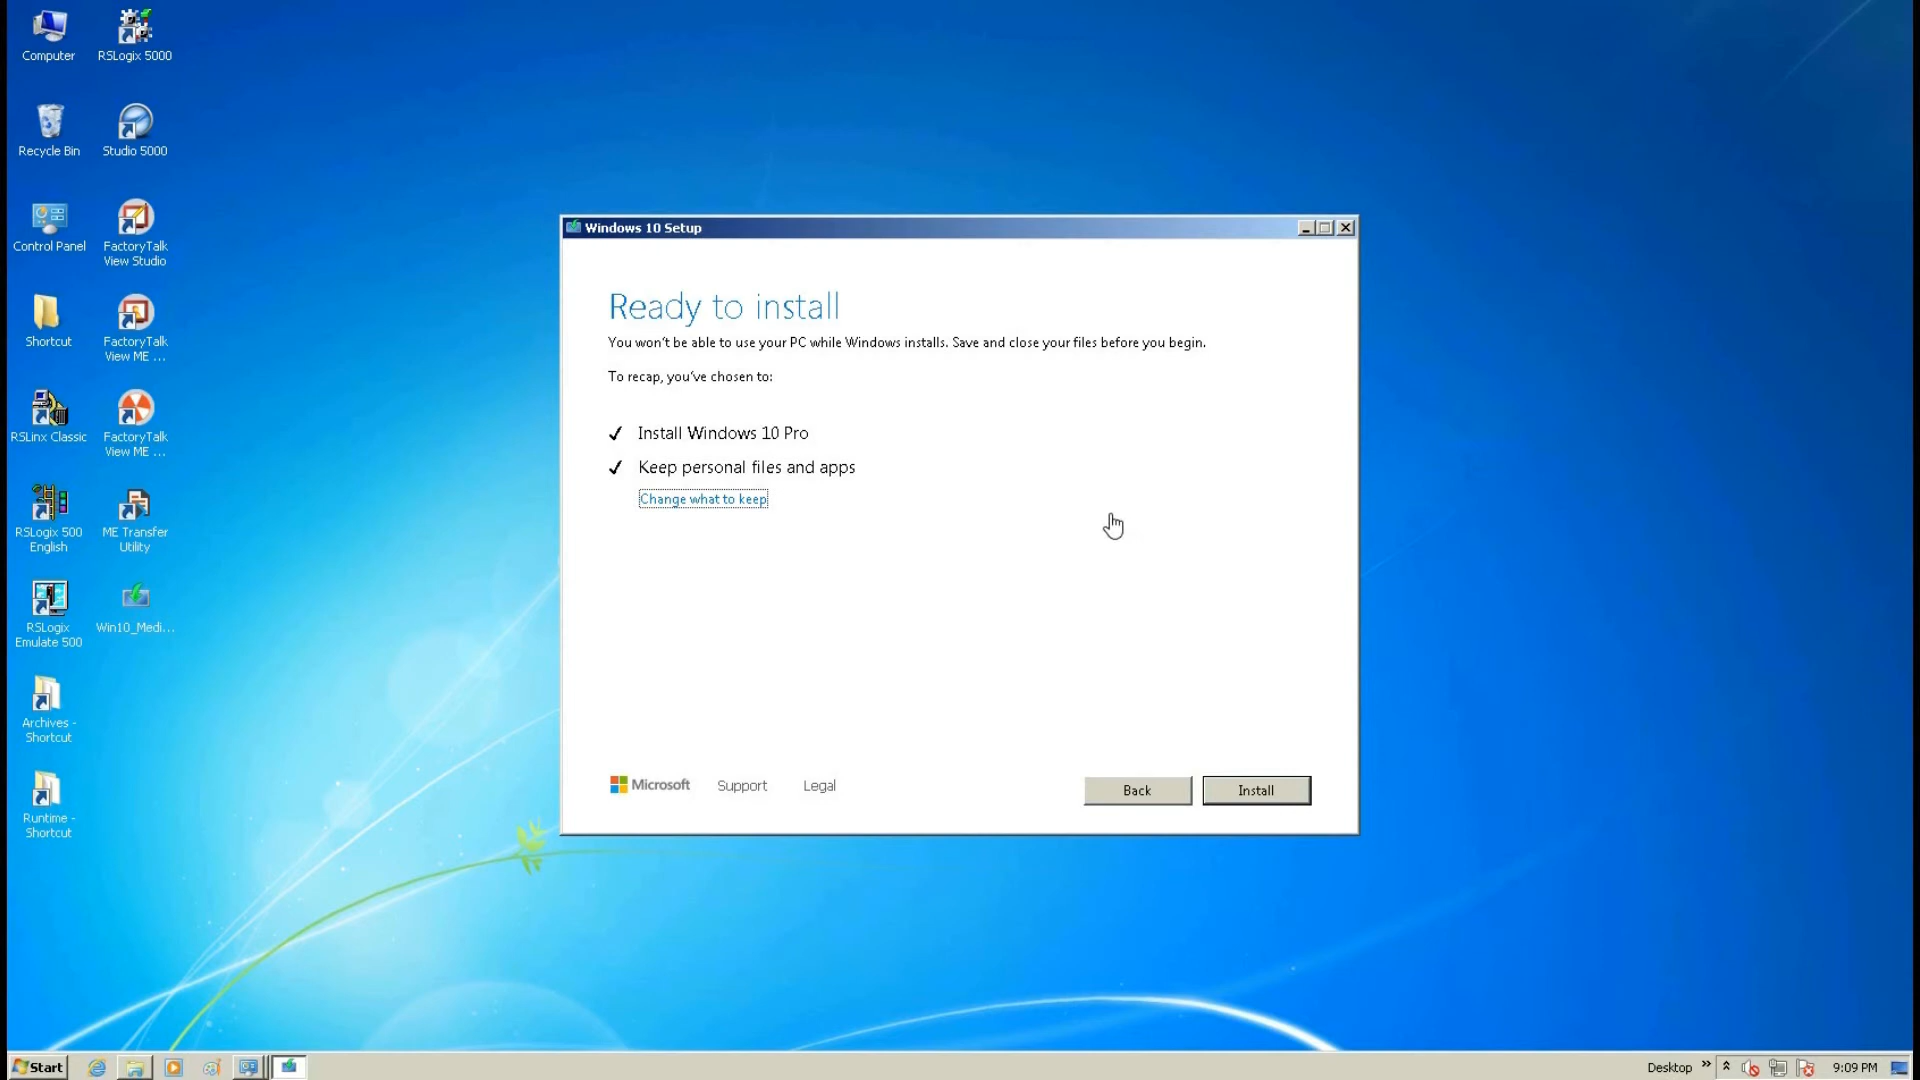 Computer
RSLogix 5000
Recycle Bin
Studio 5000
Control Panel
FactoryTalk
View Studio
Shortcut
FactoryTalk
View ME ...
RSLinx Classic
FactoryTalk
View ME ...
RSLogix 500
English
ME Transfer
Utility
RSLogix
Emulate 500
Win10_Medi...
Archives -
Shortcut
Runtime -
Shortcut
Windows 10 Setup
Ready to install
You won't be able to use your PC while Windows installs. Save and close your files before you begin.
To recap, you've chosen to:
Install Windows 10 Pro
Keep personal files and apps
Change what to keep
Microsoft
Support
Legal
Back
Install
Start
Desktop
9:09 PM